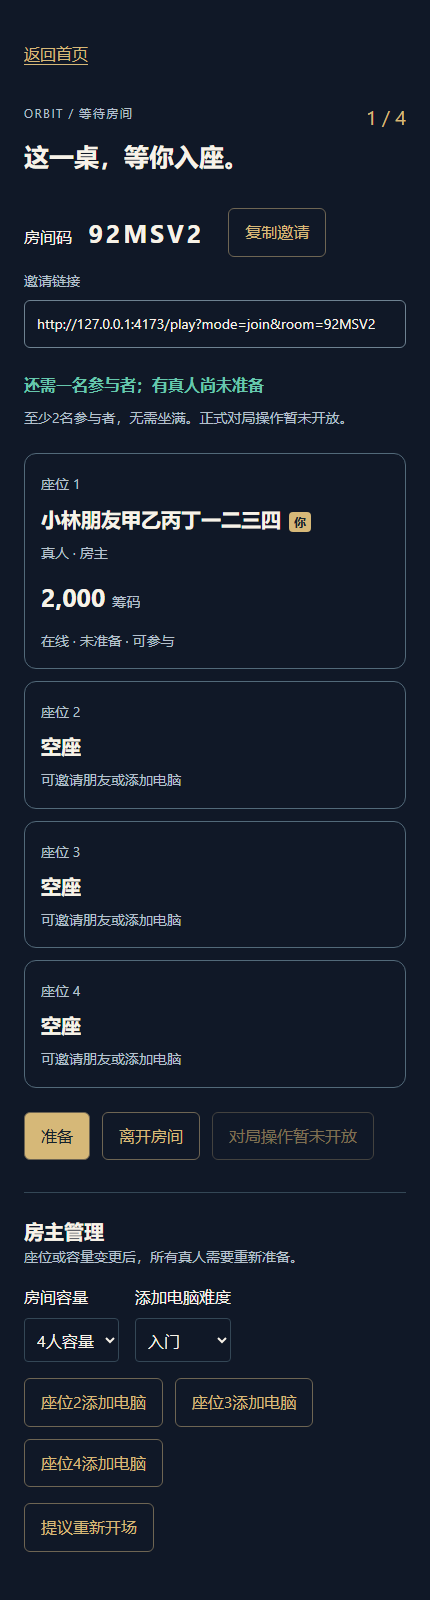 返回首页
ORBIT / 等待房间
1 / 4
这一桌，等你入座。
房间码 92MSV2 复制邀请
邀请链接
http://127.0.0.1:4173/play?mode=join&room=92MSV2
还需一名参与者；有真人尚未准备
至少2名参与者，无需坐满。正式对局操作暂未开放。
座位 1
小林朋友甲乙丙丁一二三四 你
真人 · 房主
2,000 筹码
在线 · 未准备 · 可参与
座位 2
空座
可邀请朋友或添加电脑
座位 3
空座
可邀请朋友或添加电脑
座位 4
空座
可邀请朋友或添加电脑
准备 离开房间 对局操作暂未开放
房主管理
座位或容量变更后，所有真人需要重新准备。
房间容量 添加电脑难度
4人容量 入门
座位2添加电脑 座位3添加电脑
座位4添加电脑
提议重新开场